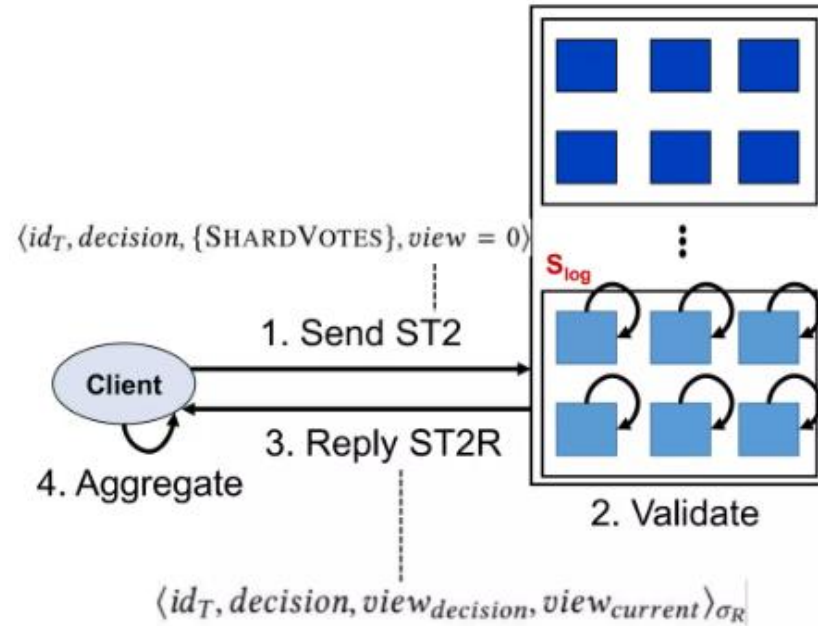 ⟨id_T, decision, {SHARDVOTES}, view = 0⟩
S_log
1. Send ST2
Client
3. Reply ST2R
4. Aggregate
2. Validate
⟨id_T, decision, view_decision, view_current⟩_σ_R